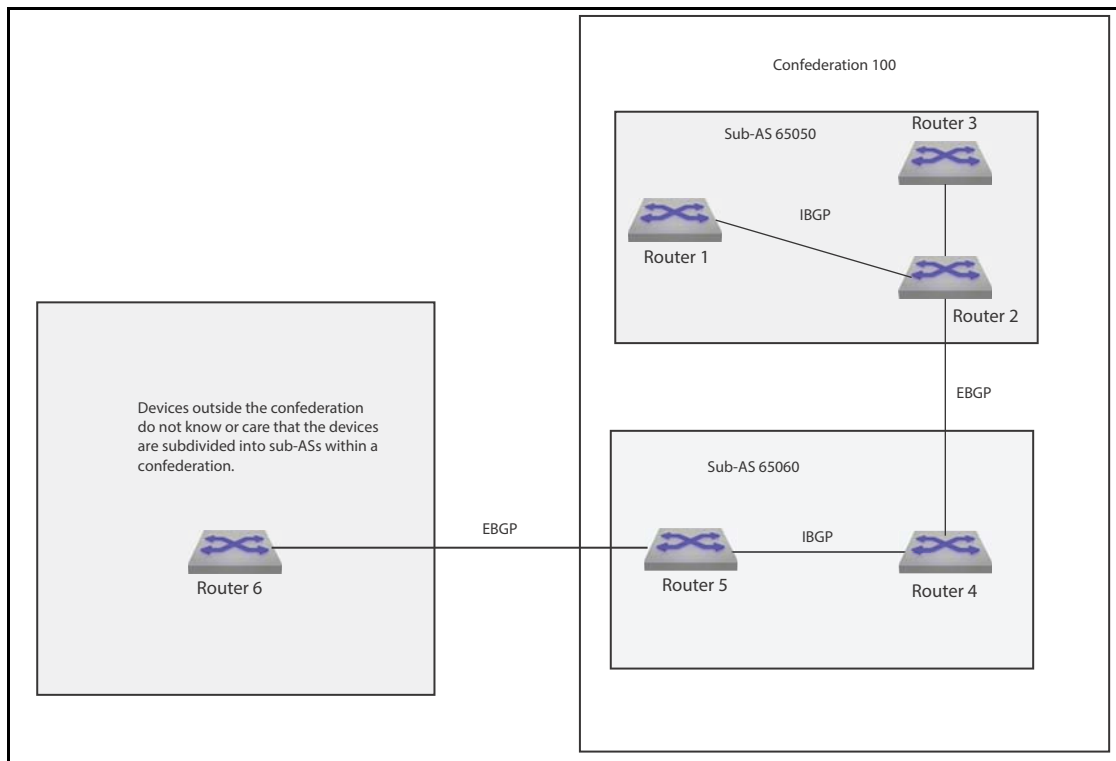 Confederation 100
Sub-AS 65050
Router 3
IBGP
Router 1
Router 2
EBGP
Devices outside the confederation
do not know or care that the devices
are subdivided into sub-ASs within a
confederation.
Sub-AS 65060
EBGP
IBGP
Router 6
Router 5
Router 4